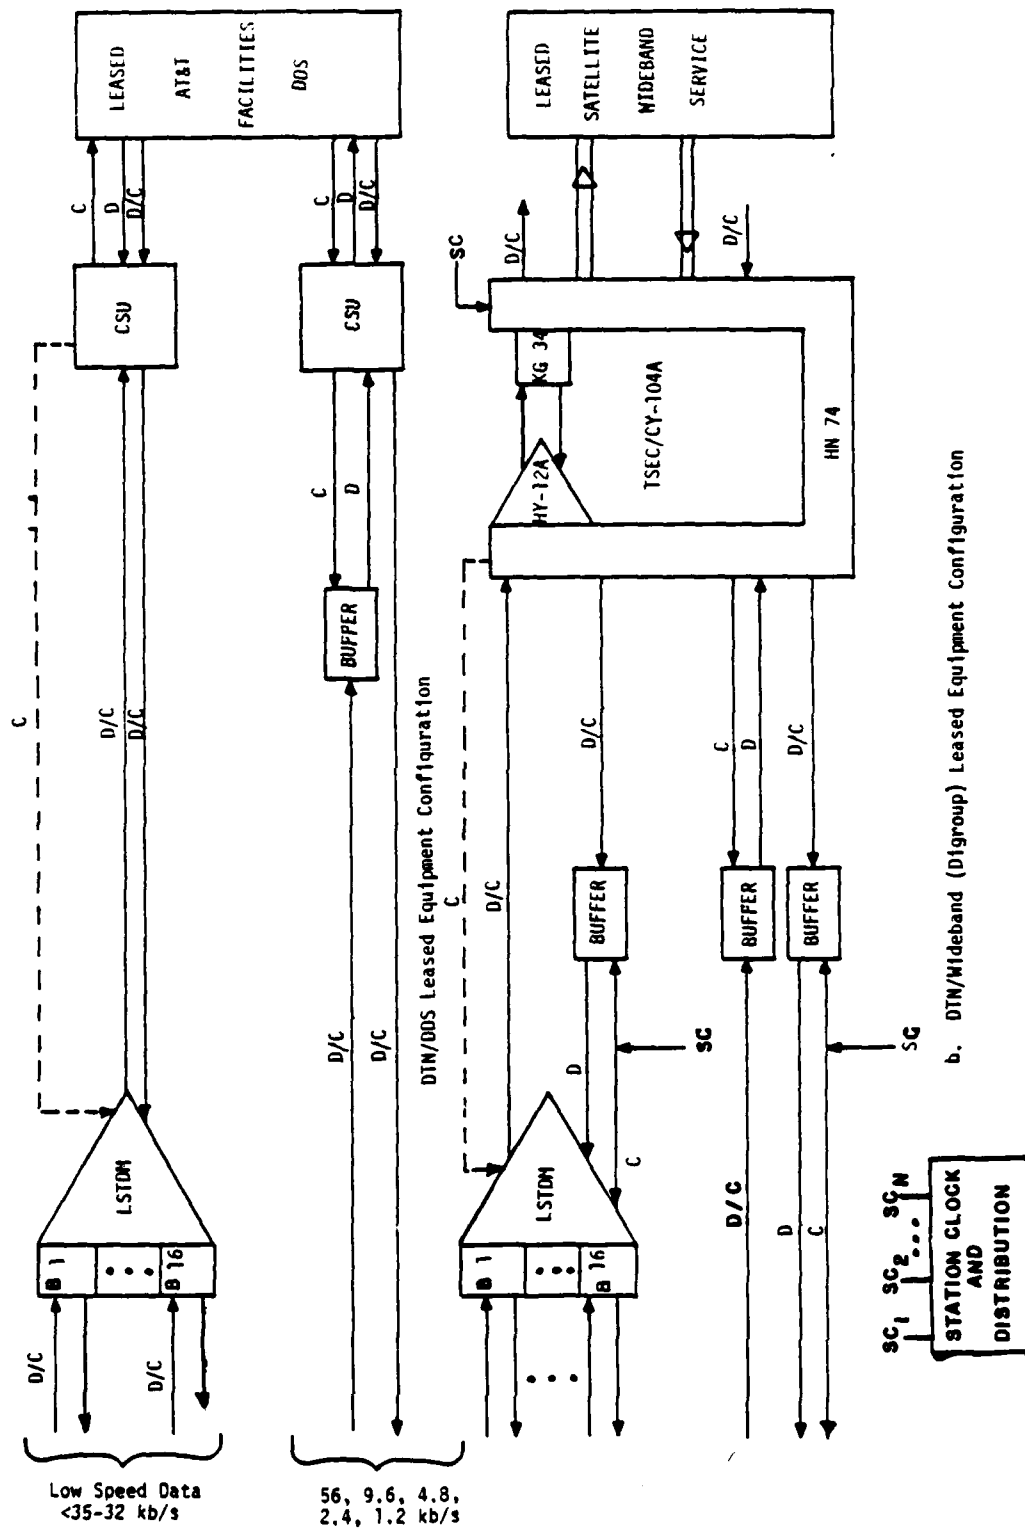 LEASED
AT&T
FACILITIES
DDS
C
D
D/C
C
D
D/C
CSU
CSU
C
D/C
D/C
C
D
BUFFER
LSTDM
B 1
•••
B 16
D/C
D/C
D/C
D/C
Low Speed Data
<35-32 kb/s
56, 9.6, 4.8,
2.4, 1.2 kb/s
DTN/DDS Leased Equipment Configuration
LEASED
SATELLITE
WIDEBAND
SERVICE
SC
D/C
D/C
KG 34
HY-12A
TSEC/CY-104A
HN 74
C
D/C
D/C
C
D
D/C
BUFFER
BUFFER
BUFFER
D
C
SC
SC
LSTDM
B 1
•••
B 16
•••
D/C
D
C
b. DTN/Wideband (Digroup) Leased Equipment Configuration
SC1 SC2 ... SCN
STATION CLOCK
AND
DISTRIBUTION